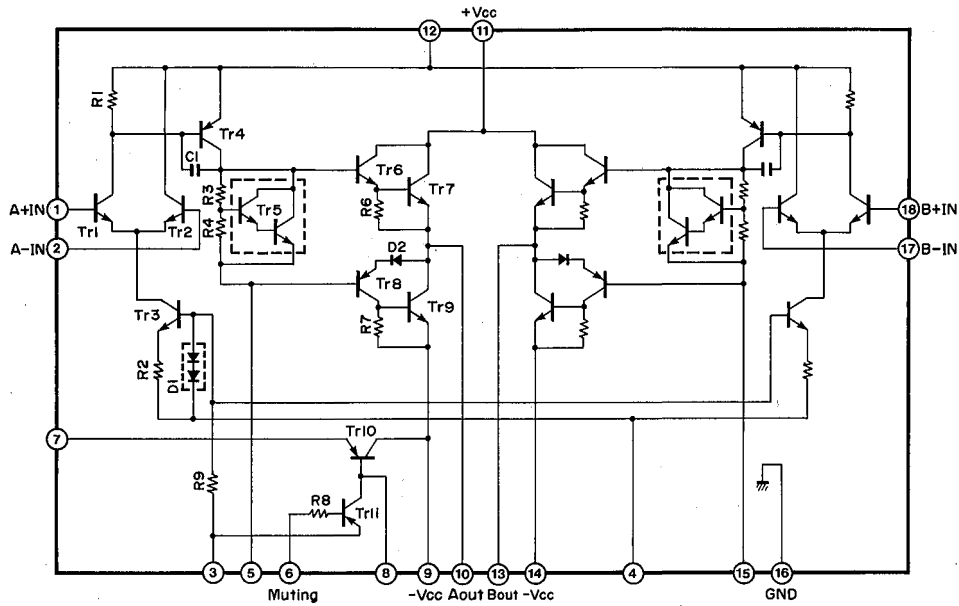 +Vcc
12
11
R1
Tr4
C1
Tr6
R3
Tr5
Tr7
A+IN
1
R6
18
B+IN
Tr1
Tr2
R4
D2
A-IN
2
17
B-IN
Tr8
Tr3
Tr9
R7
R2
D1
7
Tr10
R9
R8
Tr11
3
5
6
8
9
10
13
14
4
15
16
Muting
-Vcc
Aout
Bout
-Vcc
GND